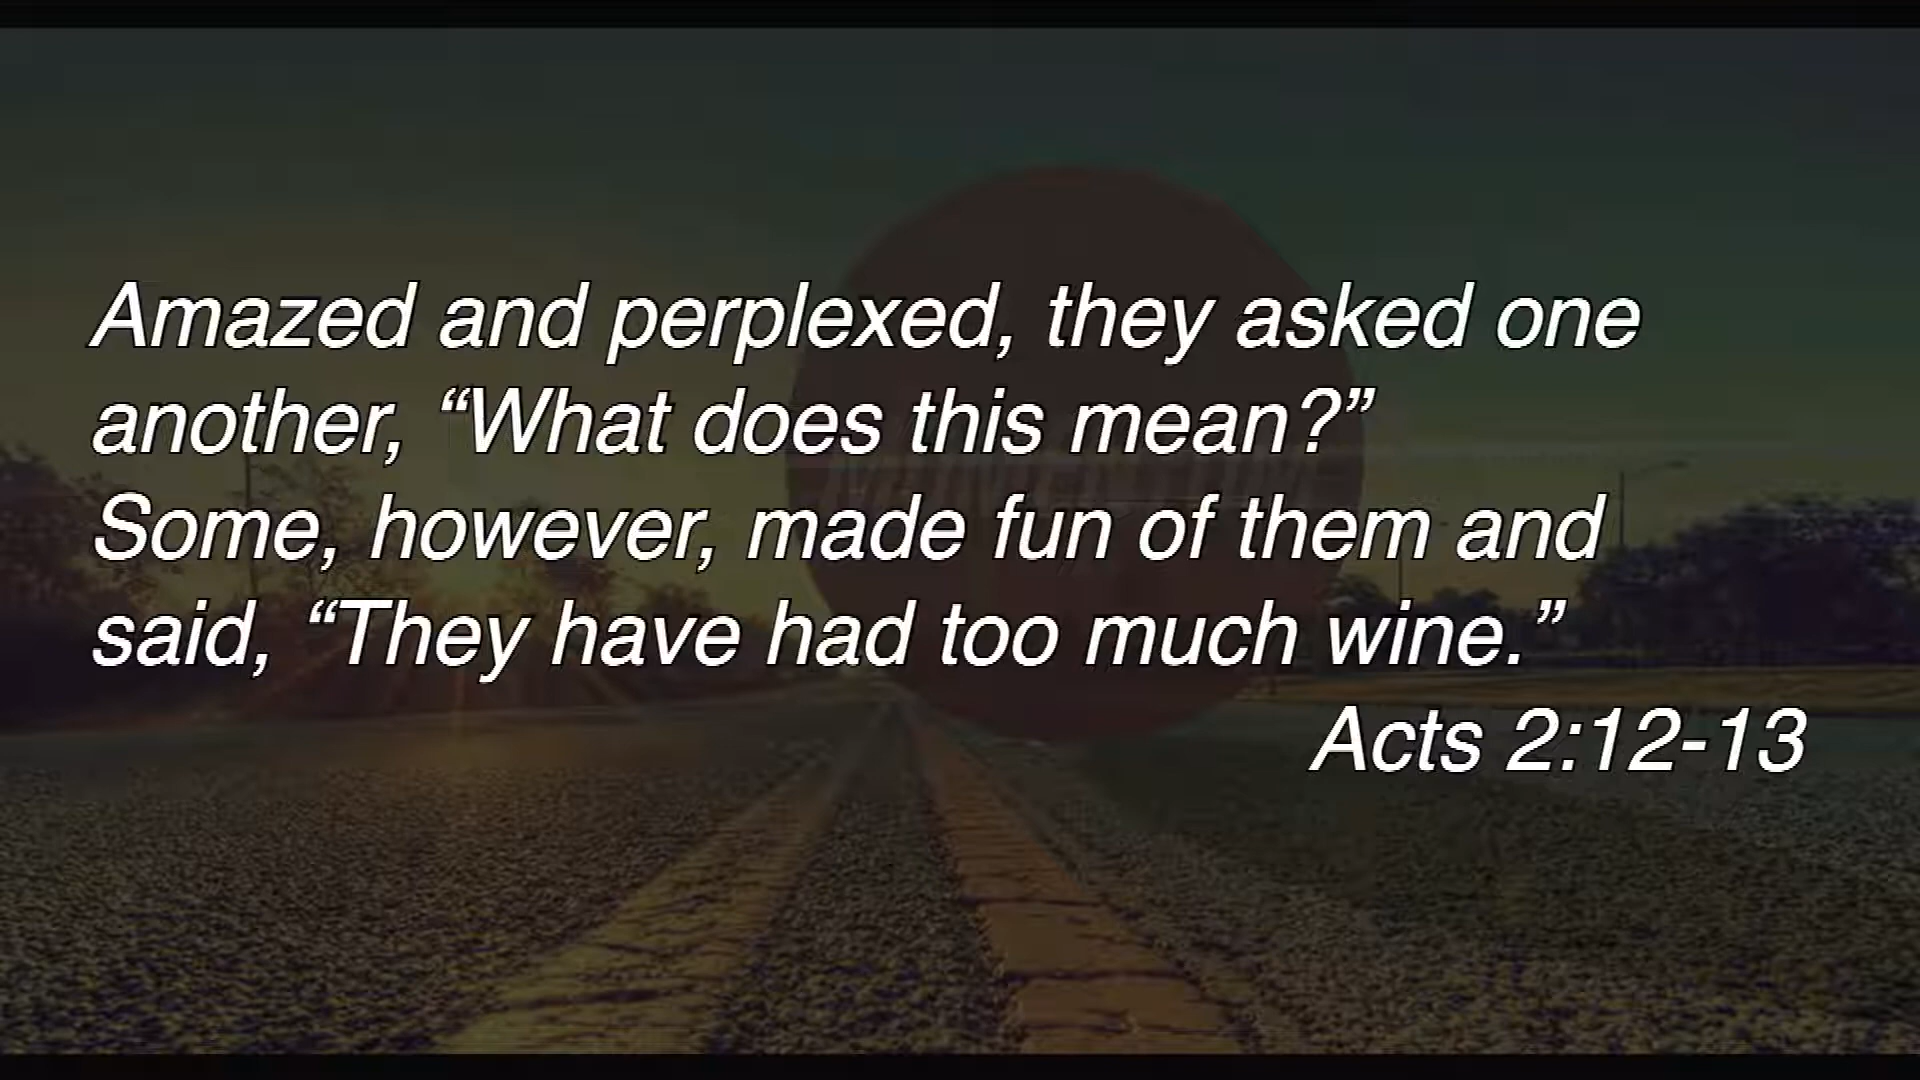 Amazed and perplexed, they asked one
another, “What does this mean?”
Some, however, made fun of them and
said, “They have had too much wine.”
Acts 2:12-13